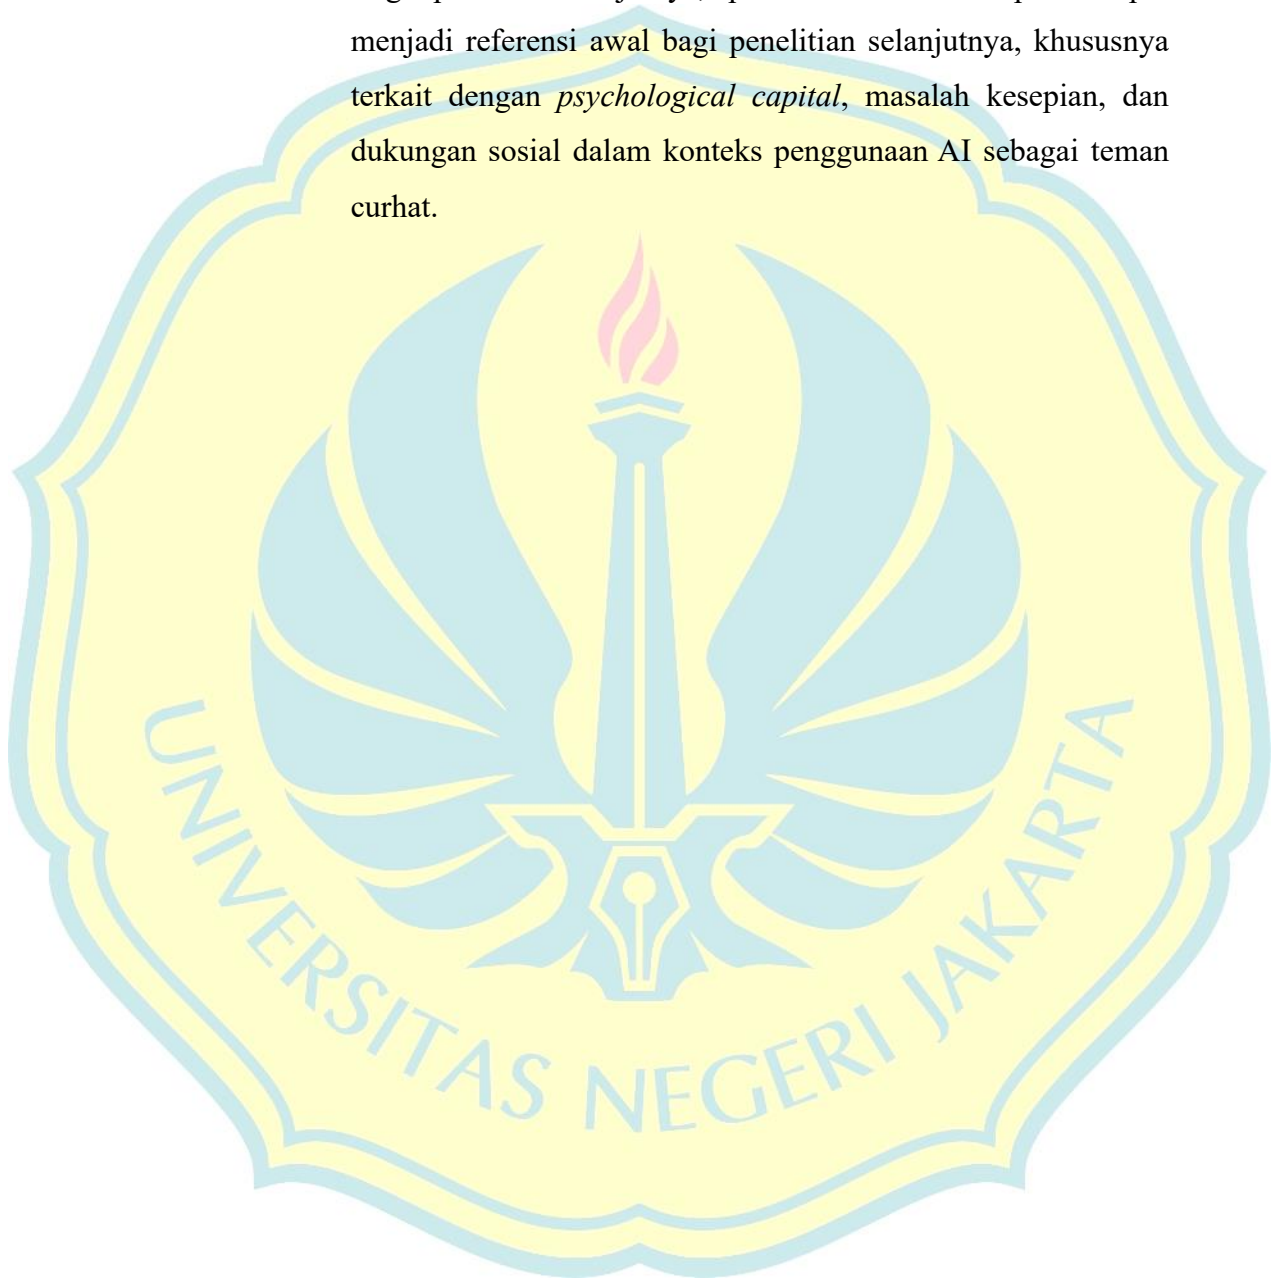 menjadi referensi awal bagi penelitian selanjutnya, khususnya
terkait dengan psychological capital, masalah kesepian, dan
dukungan sosial dalam konteks penggunaan AI sebagai teman
curhat.
UNIVERSITAS NEGERI JAKARTA